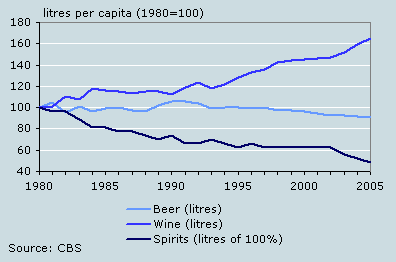 litres per capita (1980=100)
180
160
140
120
100
80
60
40
1980 1985 1990 1995 2000 2005
Beer (litres)
Wine (litres)
Spirits (litres of 100%)
Source: CBS